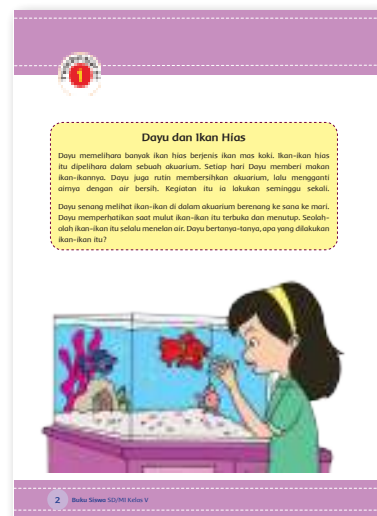 1
Dayu dan Ikan Hias
Dayu memelihara banyak ikan hias berjenis ikan mas koki. Ikan-ikan hias
itu dipelihara dalam sebuah akuarium. Setiap hari Dayu memberi makan
ikan-ikannya. Dayu juga rutin membersihkan akuarium, lalu mengganti
airnya dengan air bersih. Kegiatan itu ia lakukan seminggu sekali.
Dayu senang melihat ikan-ikan di dalam akuarium berenang ke sana ke mari.
Dayu memperhatikan saat mulut ikan-ikan itu terbuka dan menutup. Seolah-
olah ikan-ikan itu selalu menelan air. Dayu bertanya-tanya, apa yang dilakukan
ikan-ikan itu?
2 Buku Siswa SD/MI Kelas V